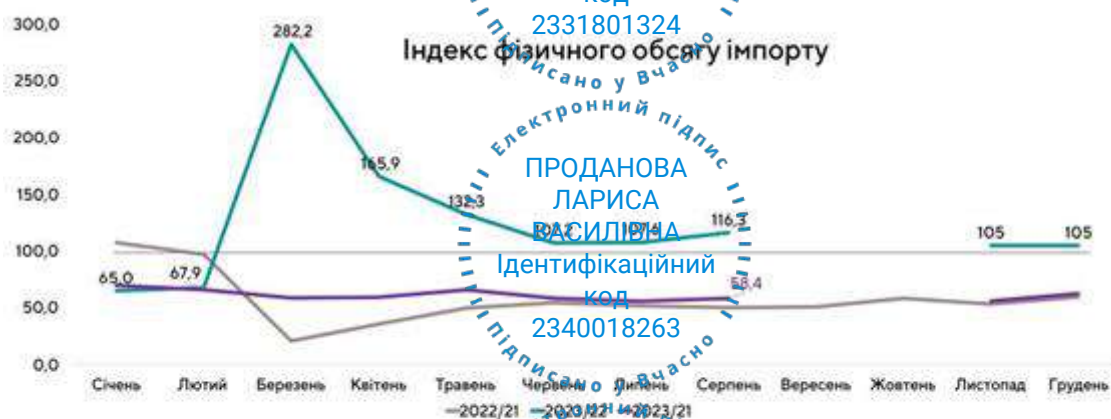 код
2331801324
Підписано у Вчасно
Індекс фізичного обсягу імпорту
300,0
250,0
200,0
150,0
100,0
50,0
0,0
282,2
165,9
132,3
116,3
105
105
65,0
67,9
58,4
Електронний підпис
ПРОДАНОВА
ЛАРИСА
ВАСИЛІВНА
Ідентифікаційний
код
2340018263
Підписано у Вчасно
Січень Лютий Березень Квітень Травень Червень Липень Серпень Вересень Жовтень Листопад Грудень
2022/21 2023/22 2023/21